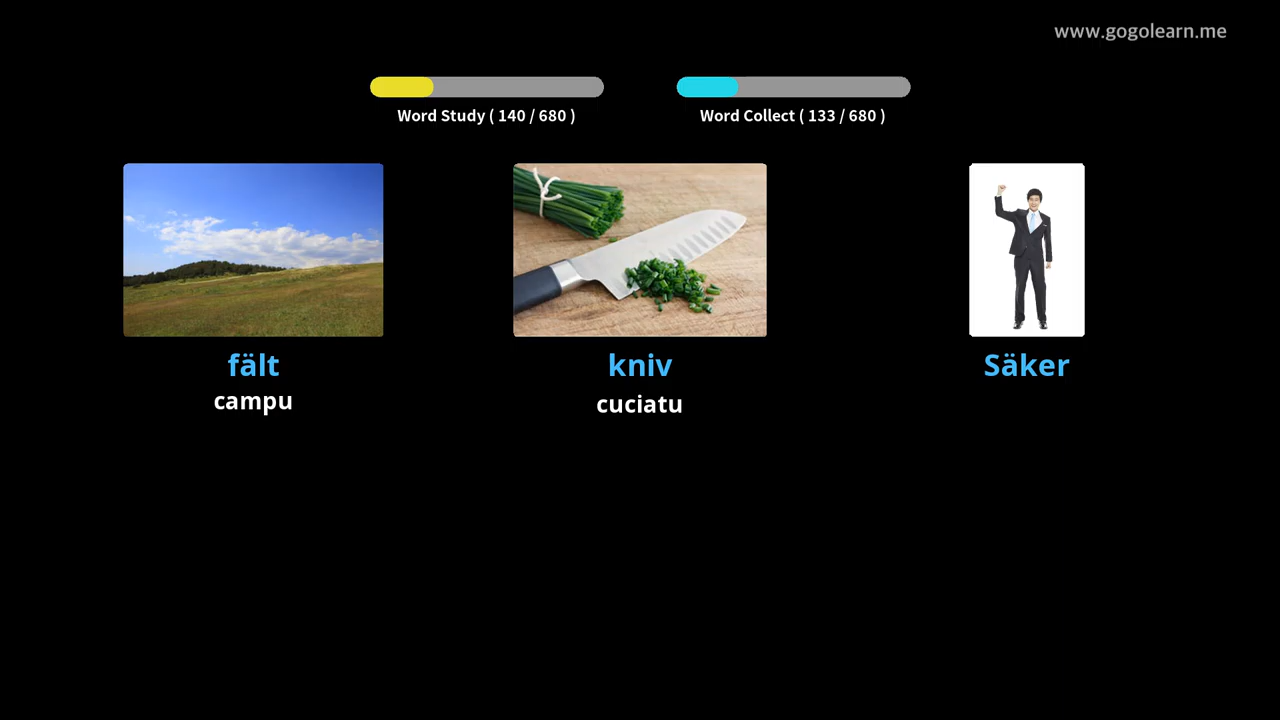 www.gogolearn.me
Word Study ( 140 / 680 )
Word Collect ( 133 / 680 )
fält
kniv
Säker
campu
cuciatu